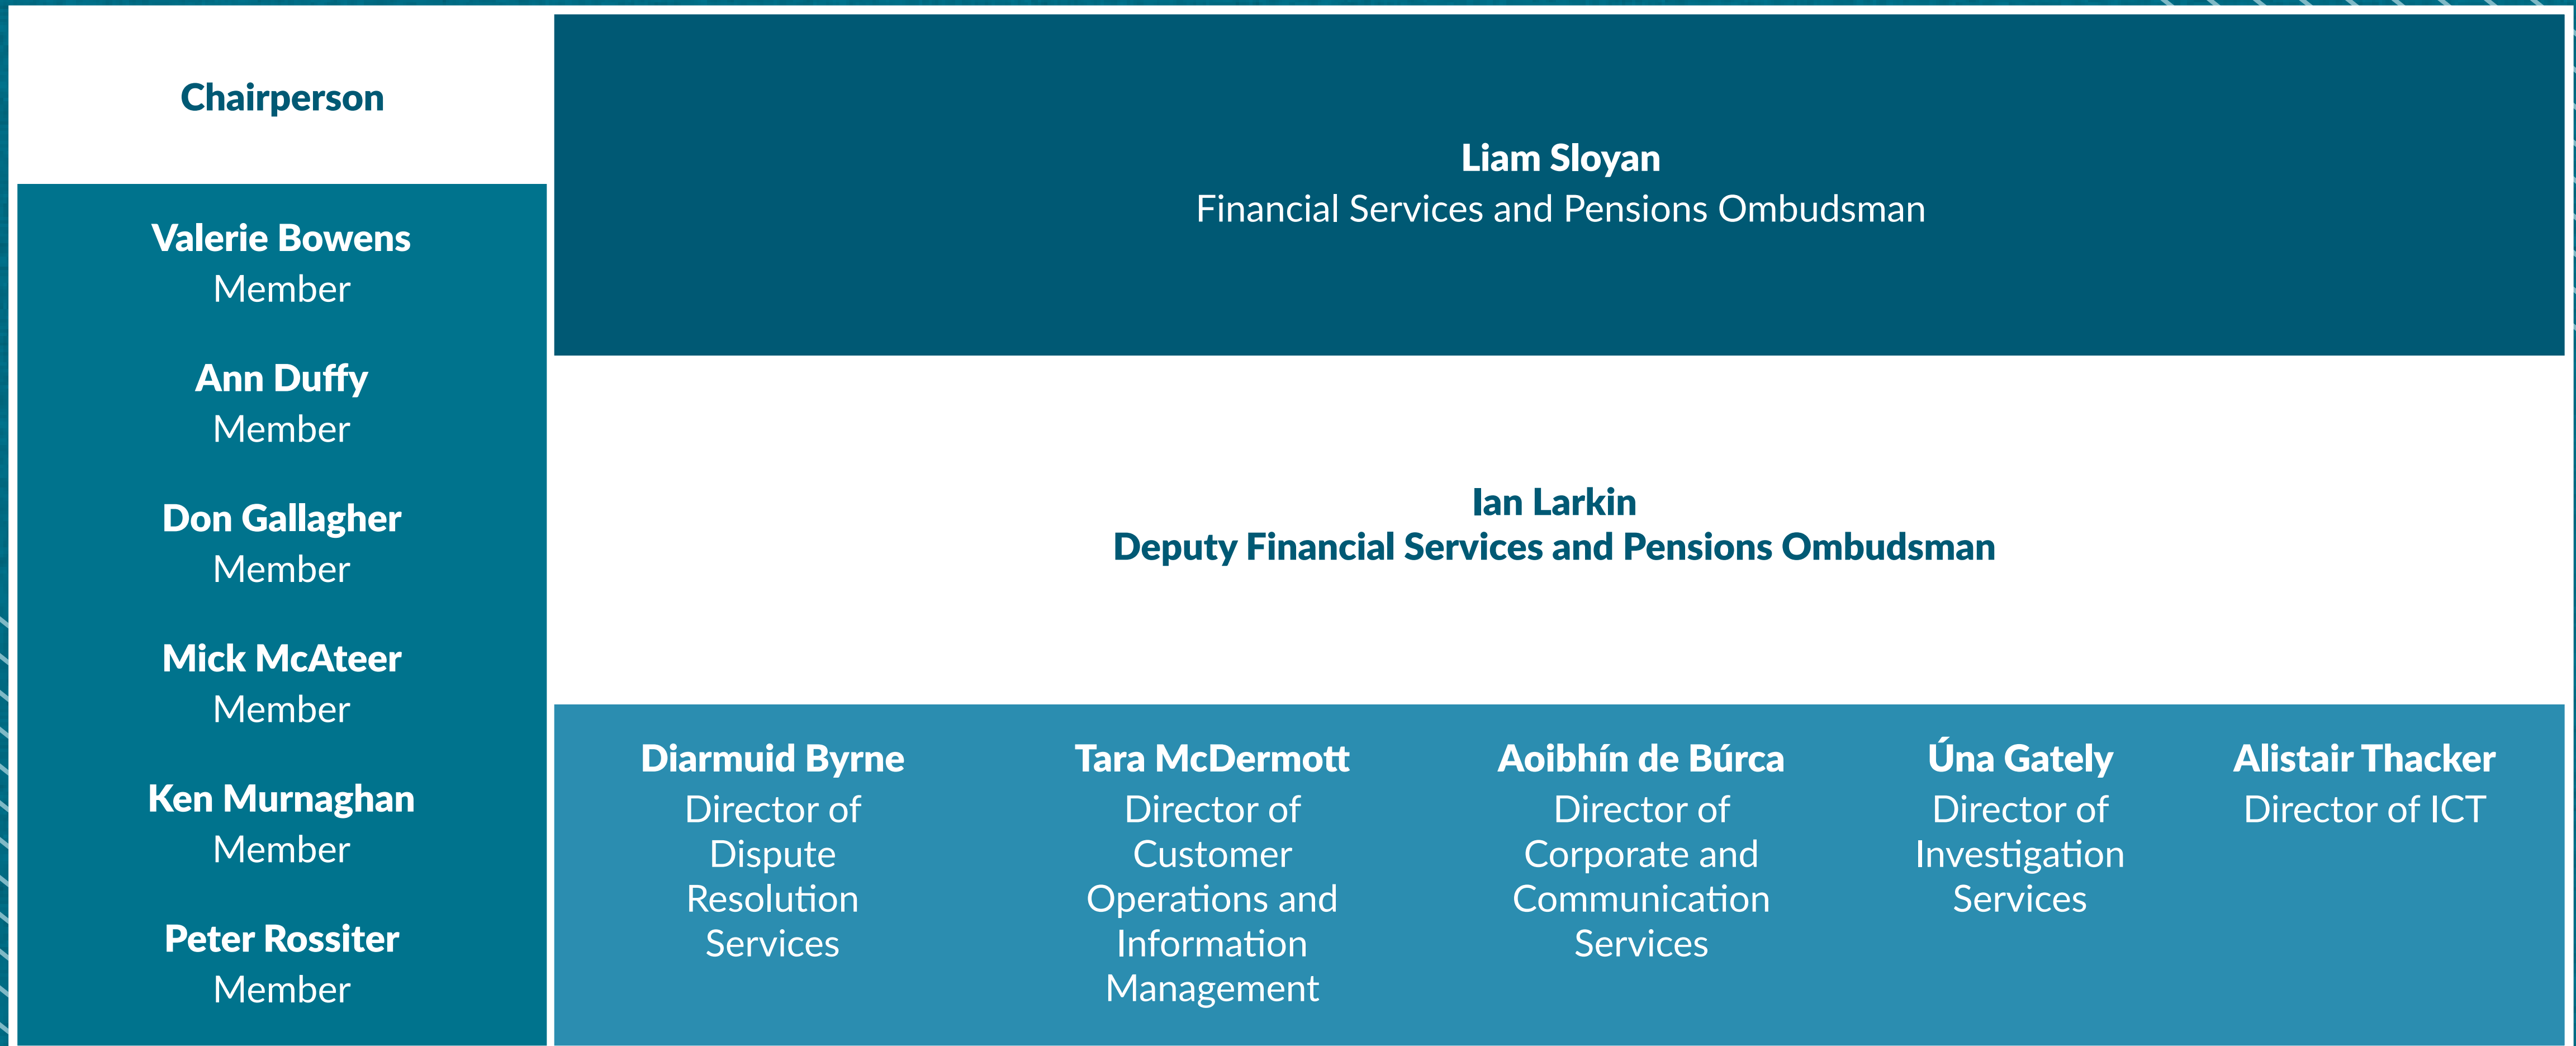 Chairperson
Valerie Bowens
Member
Ann Duffy
Member
Don Gallagher
Member
Mick McAteer
Member
Ken Murnaghan
Member
Peter Rossiter
Member
Liam Sloyan
Financial Services and Pensions Ombudsman
Ian Larkin
Deputy Financial Services and Pensions Ombudsman
Diarmuid Byrne
Director of
Dispute
Resolution
Services
Tara McDermott
Director of
Customer
Operations and
Information
Management
Aoibhín de Búrca
Director of
Corporate and
Communication
Services
Úna Gately
Director of
Investigation
Services
Alistair Thacker
Director of ICT